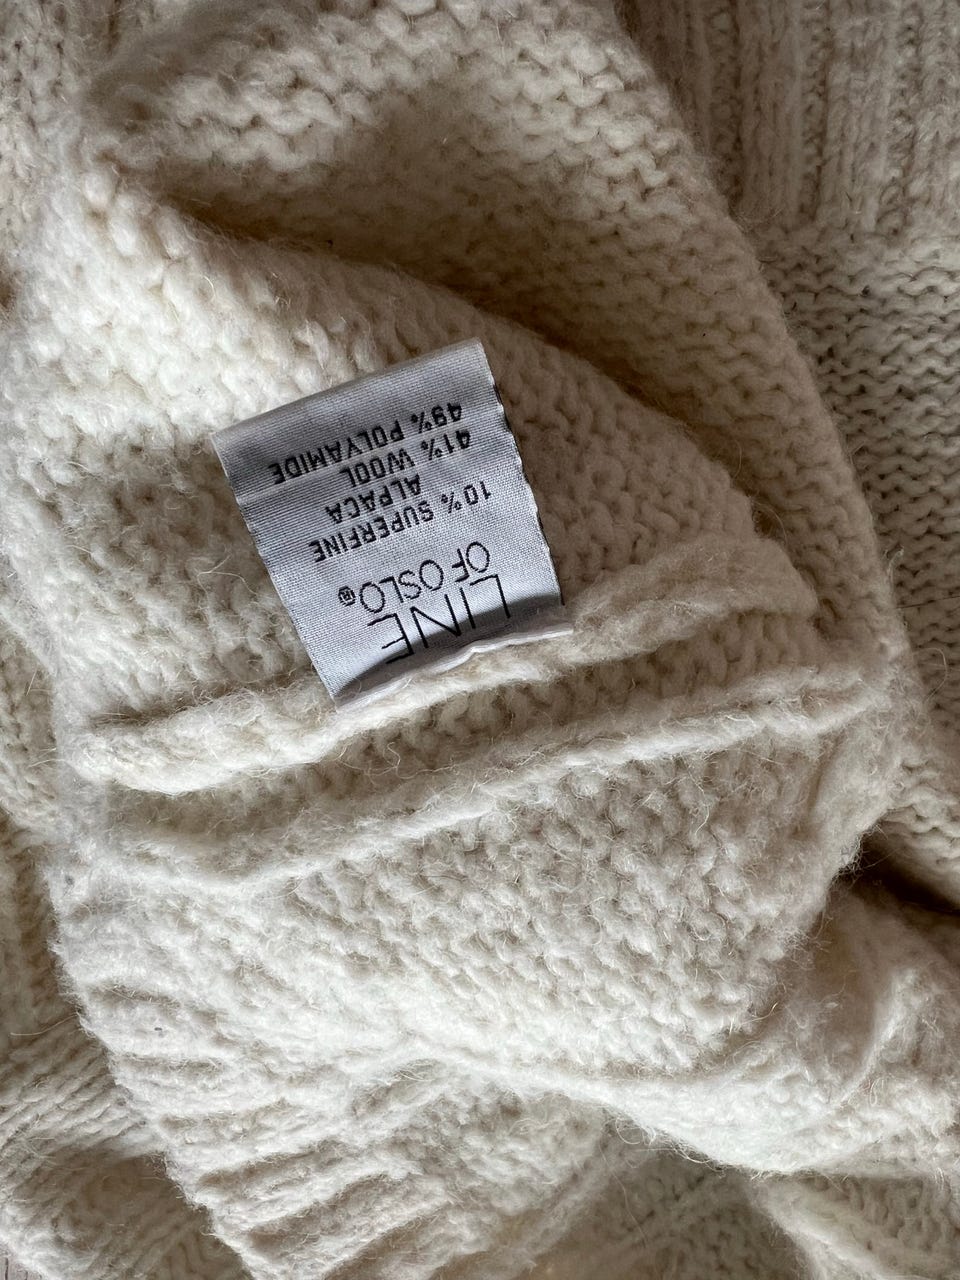 LINE
OF OSLO®
10% SUPERFINE
ALPACA
41% WOOL
49% POLYAMIDE